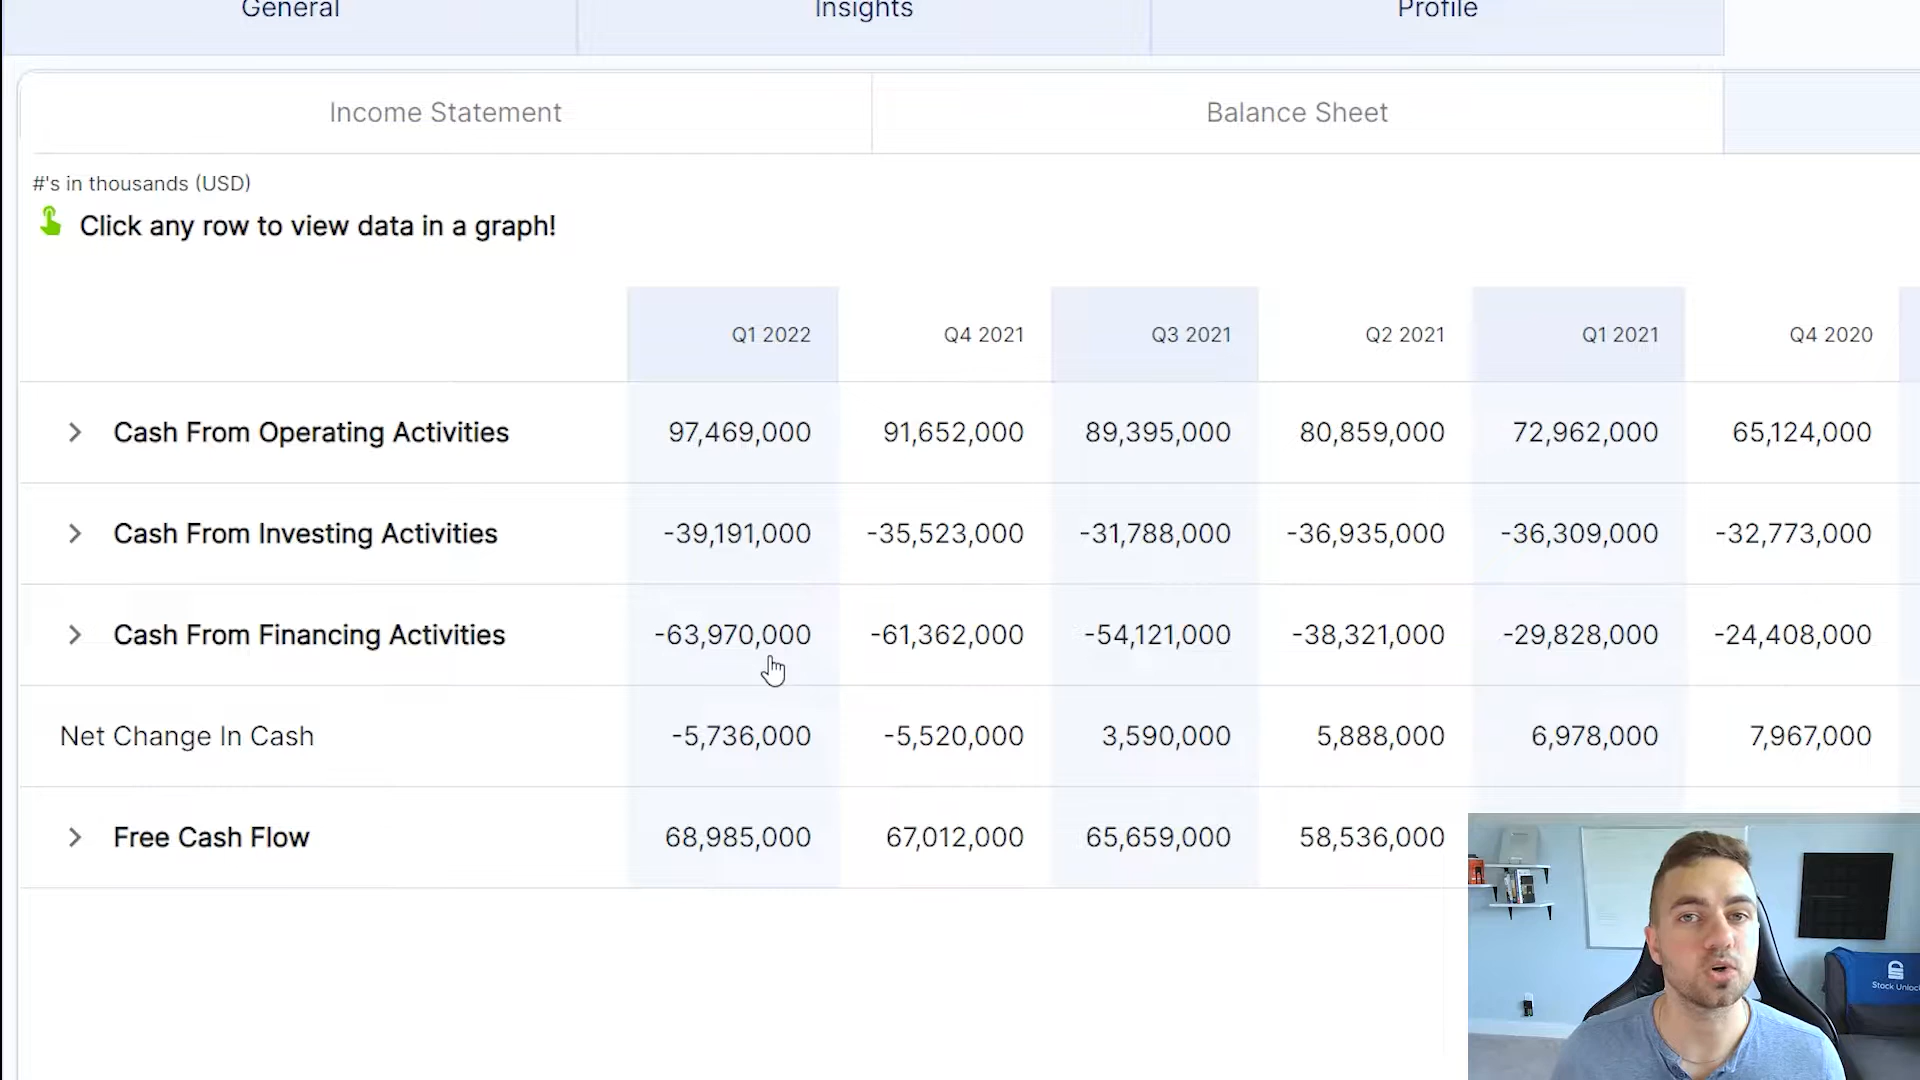 General Insights Profile
Income Statement Balance Sheet
#'s in thousands (USD)
Click any row to view data in a graph!
Q1 2022 Q4 2021 Q3 2021 Q2 2021 Q1 2021 Q4 2020
Cash From Operating Activities 97,469,000 91,652,000 89,395,000 80,859,000 72,962,000 65,124,000
Cash From Investing Activities -39,191,000 -35,523,000 -31,788,000 -36,935,000 -36,309,000 -32,773,000
Cash From Financing Activities -63,970,000 -61,362,000 -54,121,000 -38,321,000 -29,828,000 -24,408,000
Net Change In Cash -5,736,000 -5,520,000 3,590,000 5,888,000 6,978,000 7,967,000
Free Cash Flow 68,985,000 67,012,000 65,659,000 58,536,000
Stock Unloc